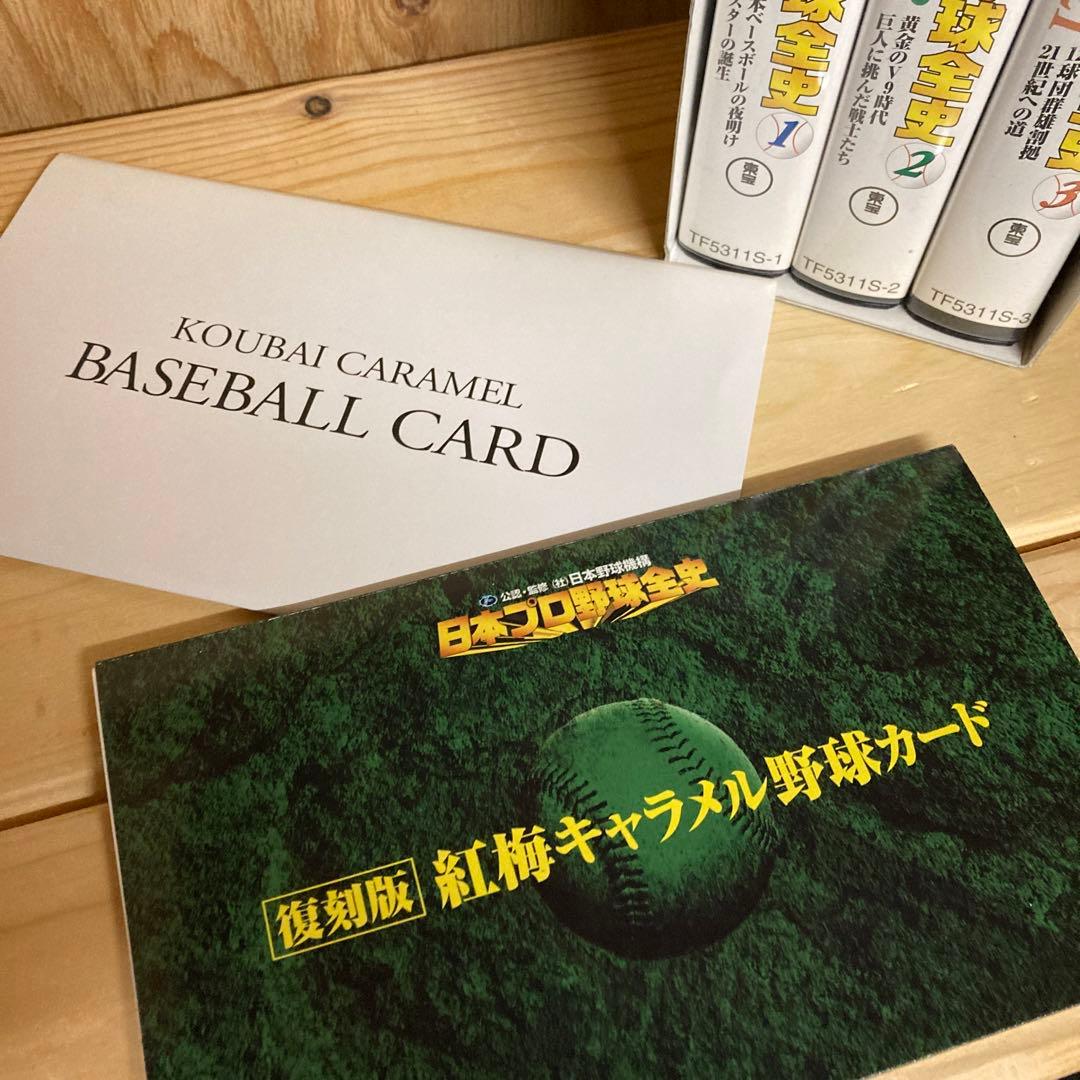 球全史
1
本ベースボールの夜明け
スターの誕生
東宝
TF5311S-1
球全史
2
黄金のV9時代
巨人に挑んだ戦士たち
東宝
TF5311S-2
史
3
球団群雄割拠
21世紀への道
東宝
TF5311S-3
KOUBAI CARAMEL
BASEBALL CARD
公認・監修 (社)日本野球機構
日本プロ野球全史
復刻版 紅梅キャラメル野球カード